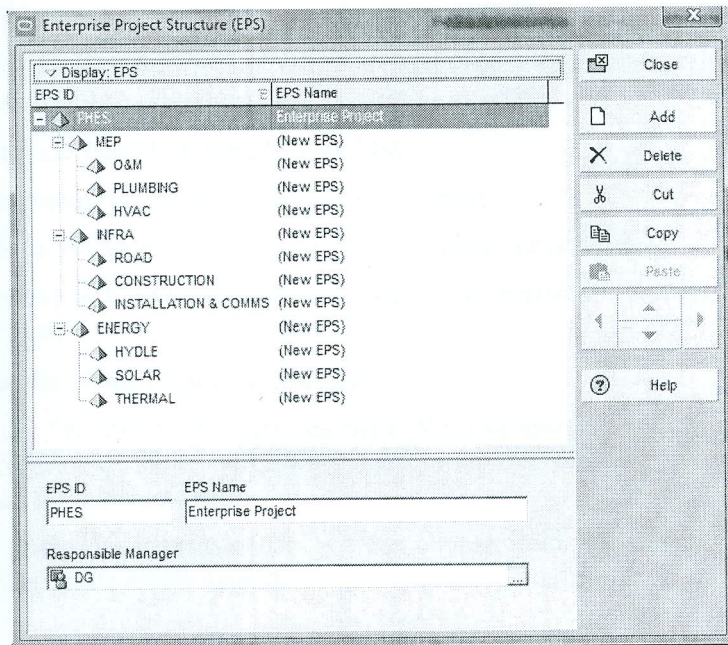 Enterprise Project Structure (EPS)
Display: EPS
EPS ID EPS Name
PHES Enterprise Project
MEP (New EPS)
O&M (New EPS)
PLUMBING (New EPS)
HVAC (New EPS)
INFRA (New EPS)
ROAD (New EPS)
CONSTRUCTION (New EPS)
INSTALLATION & COMMS (New EPS)
ENERGY (New EPS)
HYDLE (New EPS)
SOLAR (New EPS)
THERMAL (New EPS)
EPS ID EPS Name
PHES Enterprise Project
Responsible Manager
DG
...
Close
Add
Delete
Cut
Copy
Paste
Help